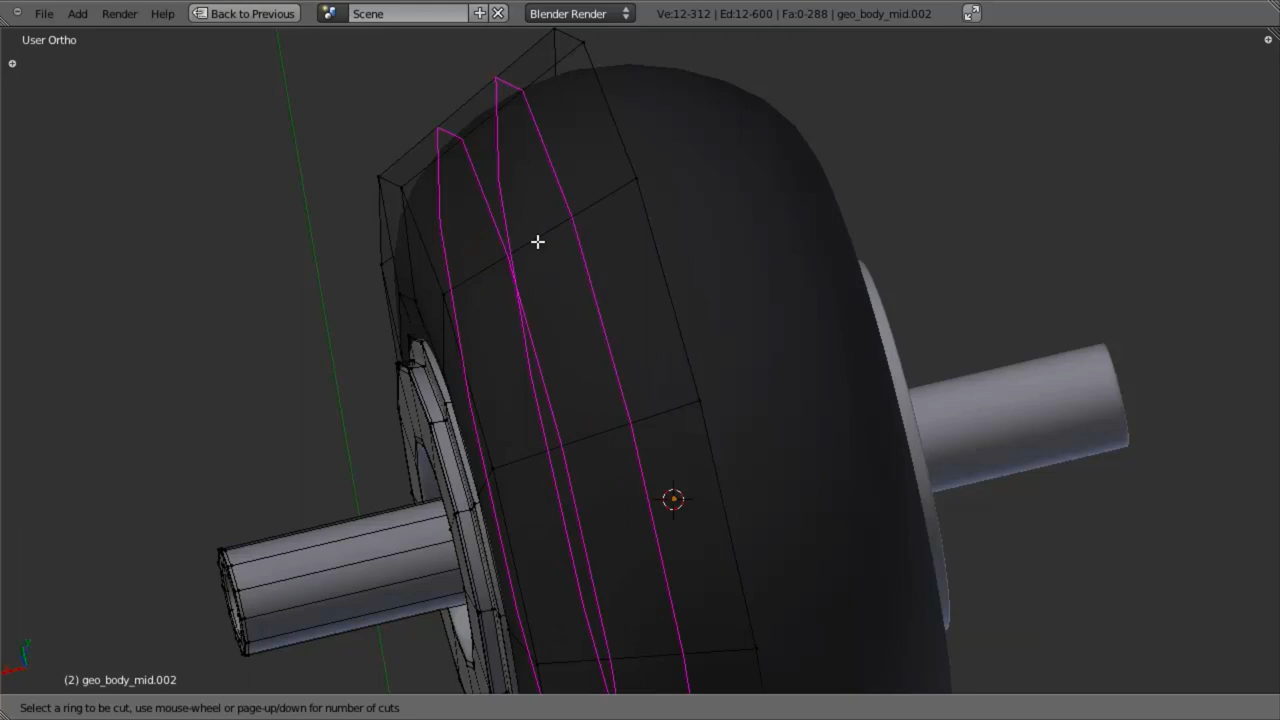 File Add Render Help Back to Previous Scene Blender Render Ve:12-312 | Ed:12-600 | Fa:0-288 | geo_body_mid.002
User Ortho
(2) geo_body_mid.002
Select a ring to be cut, use mouse-wheel or page-up/down for number of cuts